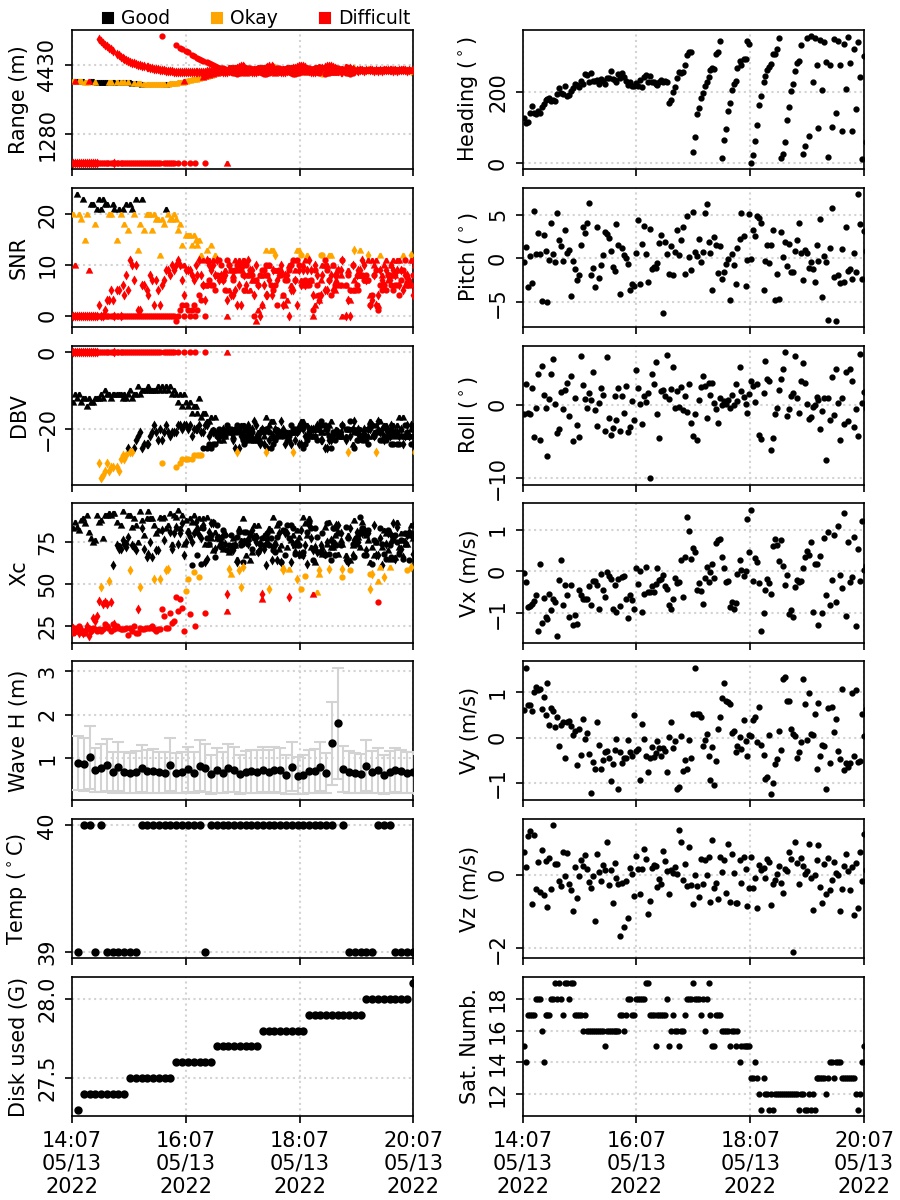 Good Okay Difficult
Range (m)
4430
1280
Heading (°)
200
0
SNR
20
10
0
Pitch (°)
5
0
−5
DBV
0
−20
Roll (°)
0
−10
Xc
75
50
25
Vx (m/s)
1
0
−1
Wave H (m)
3
2
1
Vy (m/s)
1
0
−1
Temp (°C)
40
39
Vz (m/s)
0
−2
Disk used (G)
28.0
27.5
Sat. Numb.
18
16
14
12
14:07 16:07 18:07 20:07
05/13 05/13 05/13 05/13
2022 2022 2022 2022
14:07 16:07 18:07 20:07
05/13 05/13 05/13 05/13
2022 2022 2022 2022